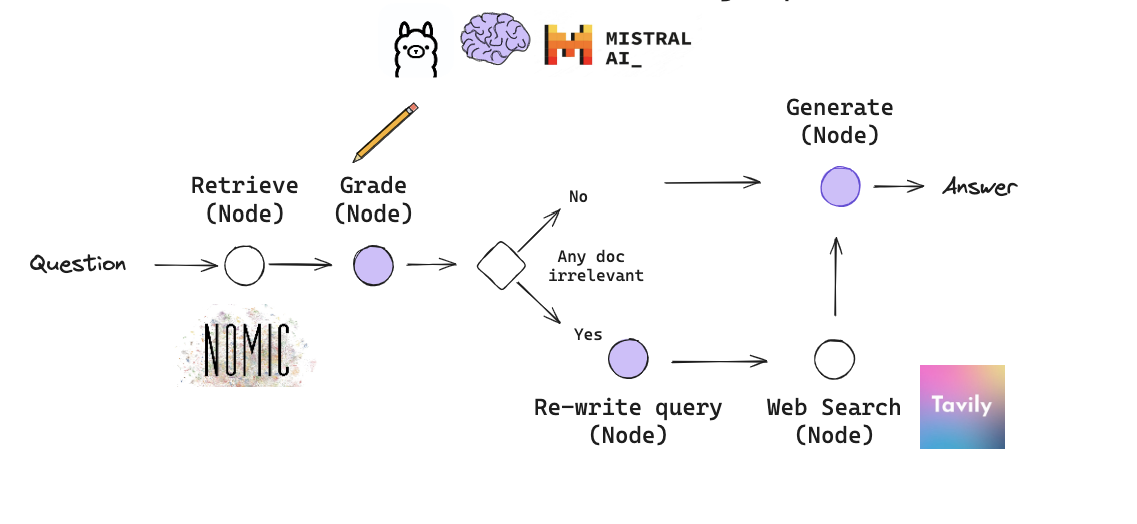 MISTRAL
AI_
Generate
(Node)
Retrieve
(Node)
Grade
(Node)
No
Answer
Question
Any doc
irrelevant
Yes
NOMIC
Re-write query
(Node)
Web Search
(Node)
Tavily